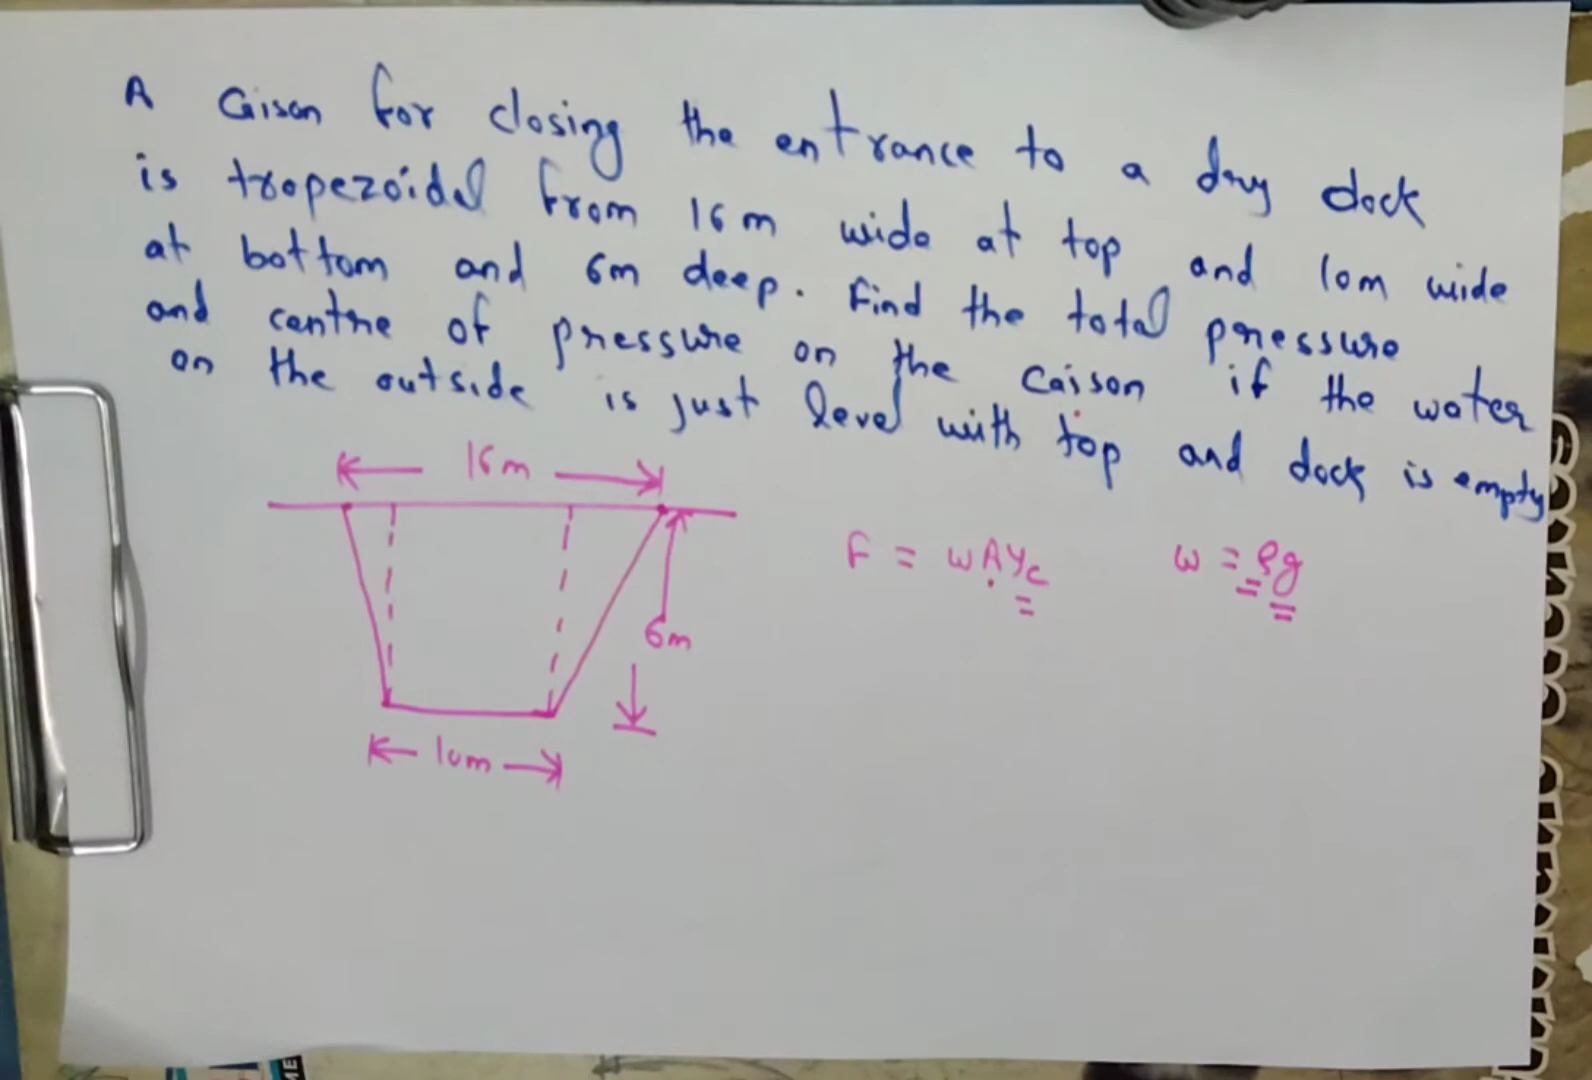 A Caison for closing the entrance to a dry dock
is tropezoidal from 16m wide at top and 10m wide
at bottom and 6m deep. Find the total pressure
and centre of pressure on the caison if the water
on the outside is just level with top and dock is empty
16m
F = wAyc w = ρg
6m
10m